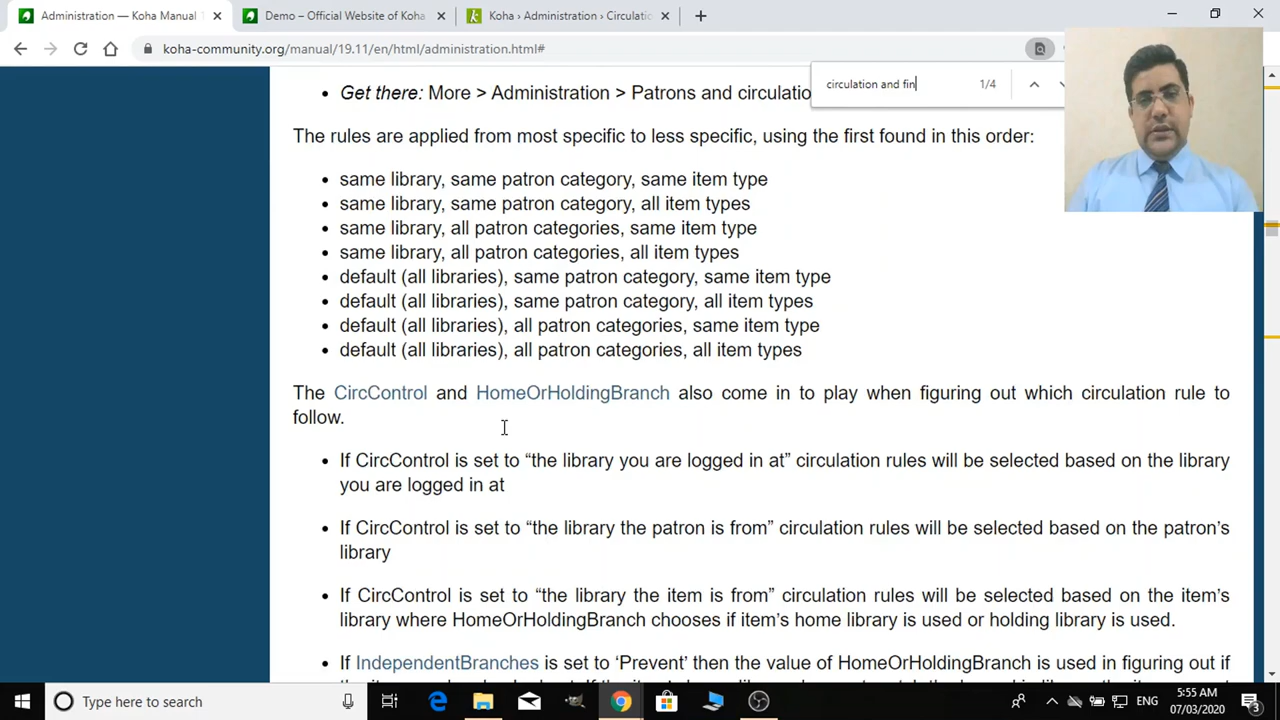 Administration — Koha Manual 1
Demo – Official Website of Koha
Koha › Administration › Circulatio
koha-community.org/manual/19.11/en/html/administration.html#
circulation and fin
1/4
Get there: More > Administration > Patrons and circulatio
The rules are applied from most specific to less specific, using the first found in this order:
same library, same patron category, same item type
same library, same patron category, all item types
same library, all patron categories, same item type
same library, all patron categories, all item types
default (all libraries), same patron category, same item type
default (all libraries), same patron category, all item types
default (all libraries), all patron categories, same item type
default (all libraries), all patron categories, all item types
The CircControl and HomeOrHoldingBranch also come in to play when figuring out which circulation rule to
follow.
If CircControl is set to “the library you are logged in at” circulation rules will be selected based on the library
you are logged in at
If CircControl is set to “the library the patron is from” circulation rules will be selected based on the patron’s
library
If CircControl is set to “the library the item is from” circulation rules will be selected based on the item’s
library where HomeOrHoldingBranch chooses if item’s home library is used or holding library is used.
If IndependentBranches is set to ‘Prevent’ then the value of HomeOrHoldingBranch is used in figuring out if
Type here to search
ENG
5:55 AM
07/03/2020
3